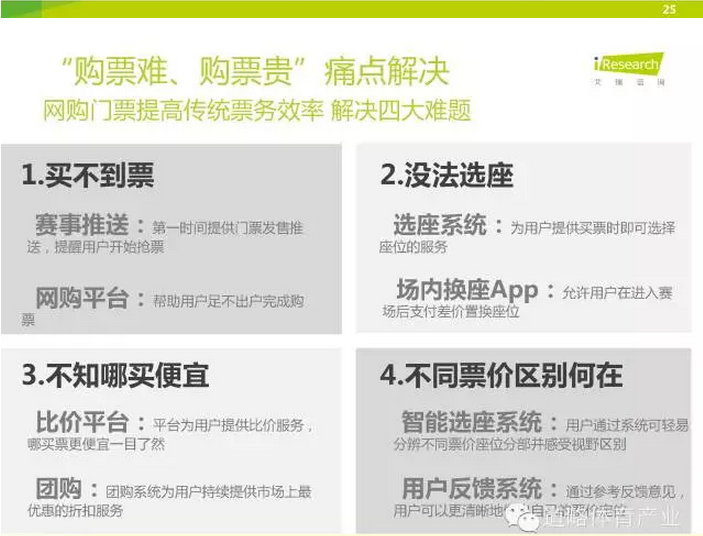 25
“购票难、购票贵”痛点解决
iResearch
艾瑞咨询
网购门票提高传统票务效率 解决四大难题
1.买不到票
赛事推送：第一时间提供门票发售推
送，提醒用户开始抢票
网购平台：帮助用户足不出户完成购
票
2.没法选座
选座系统：为用户提供买票时即可选择
座位的服务
场内换座App：允许用户在进入赛
场后支付差价置换座位
3.不知哪买便宜
比价平台：平台为用户提供比价服务，
哪买票更便宜一目了然
团购：团购系统为用户持续提供市场上最
优惠的折扣服务
4.不同票价区别何在
智能选座系统：用户通过系统可轻易
分辨不同票价座位分部并感受视野区别
用户反馈系统：通过参考反馈意见，
用户可以更清晰地
自己的票价定位
道略体育产业